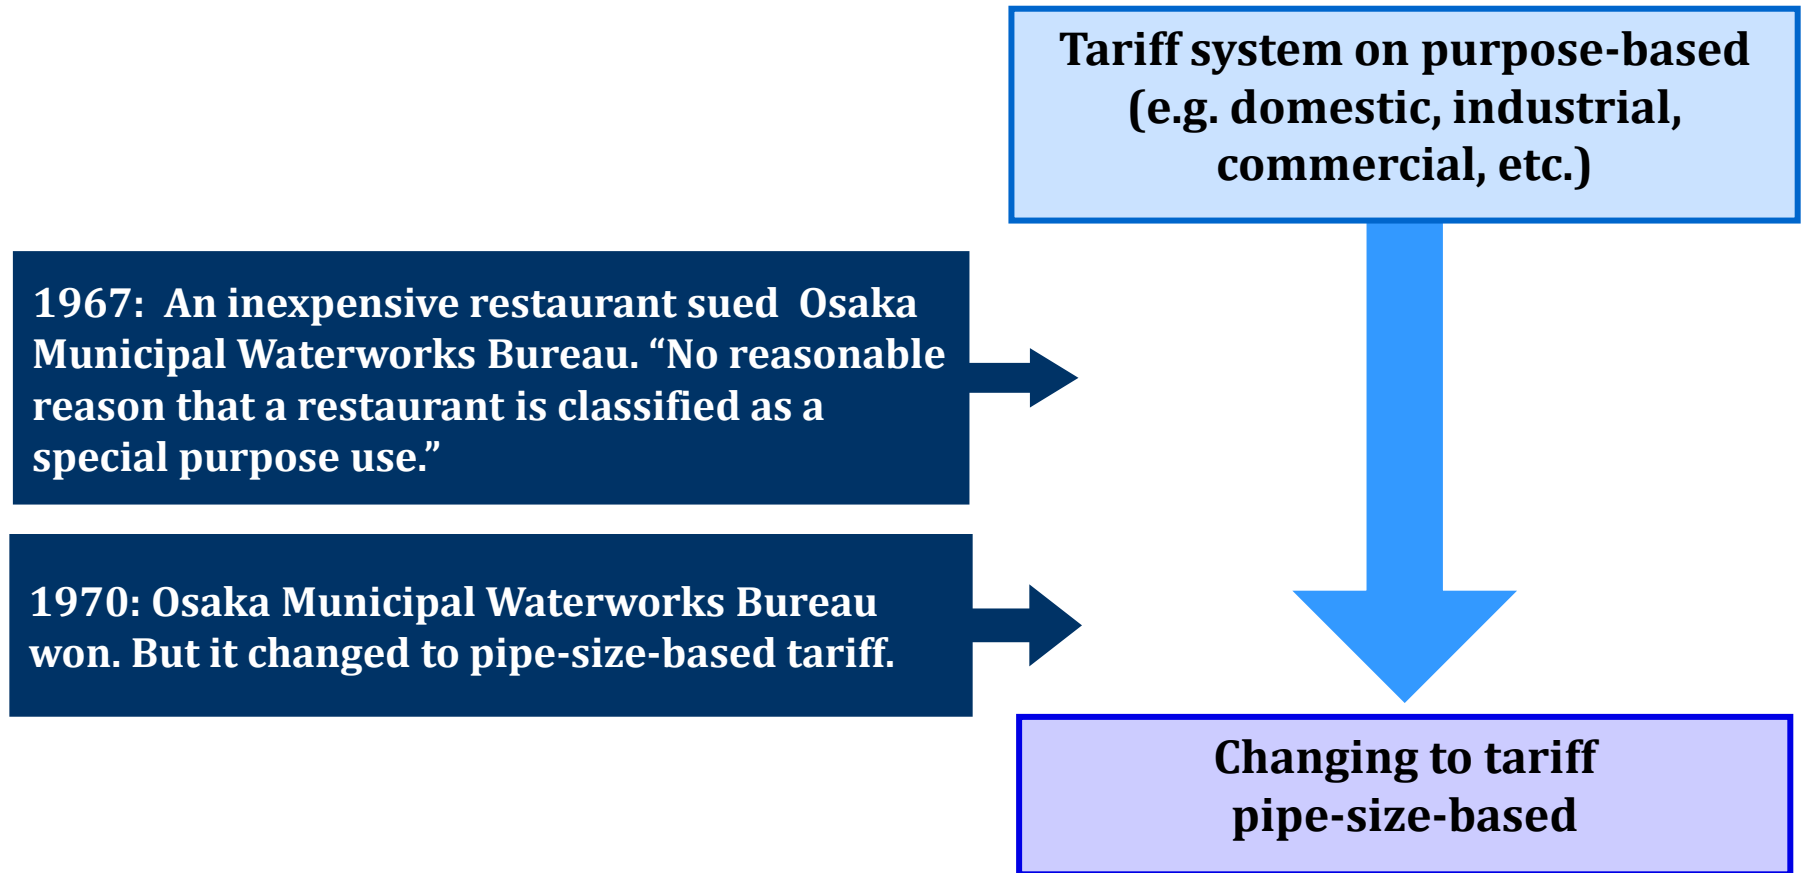 Tariff system on purpose-based
(e.g. domestic, industrial,
commercial, etc.)
1967:  An inexpensive restaurant sued  Osaka
Municipal Waterworks Bureau. “No reasonable
reason that a restaurant is classified as a
special purpose use.”
1970: Osaka Municipal Waterworks Bureau
won. But it changed to pipe-size-based tariff.
Changing to tariff
pipe-size-based